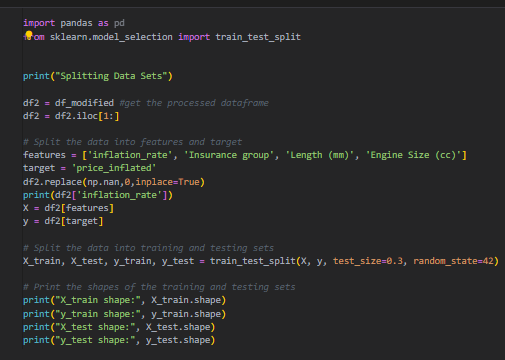 import pandas as pd
from sklearn.model_selection import train_test_split
print("Splitting Data Sets")
df2 = df_modified #get the processed dataframe
df2 = df2.iloc[1:]
# Split the data into features and target
features = ['inflation_rate', 'Insurance group', 'Length (mm)', 'Engine Size (cc)']
target = 'price_inflated'
df2.replace(np.nan,0,inplace=True)
print(df2['inflation_rate'])
X = df2[features]
y = df2[target]
# Split the data into training and testing sets
X_train, X_test, y_train, y_test = train_test_split(X, y, test_size=0.3, random_state=42)
# Print the shapes of the training and testing sets
print("X_train shape:", X_train.shape)
print("y_train shape:", y_train.shape)
print("X_test shape:", X_test.shape)
print("y_test shape:", y_test.shape)